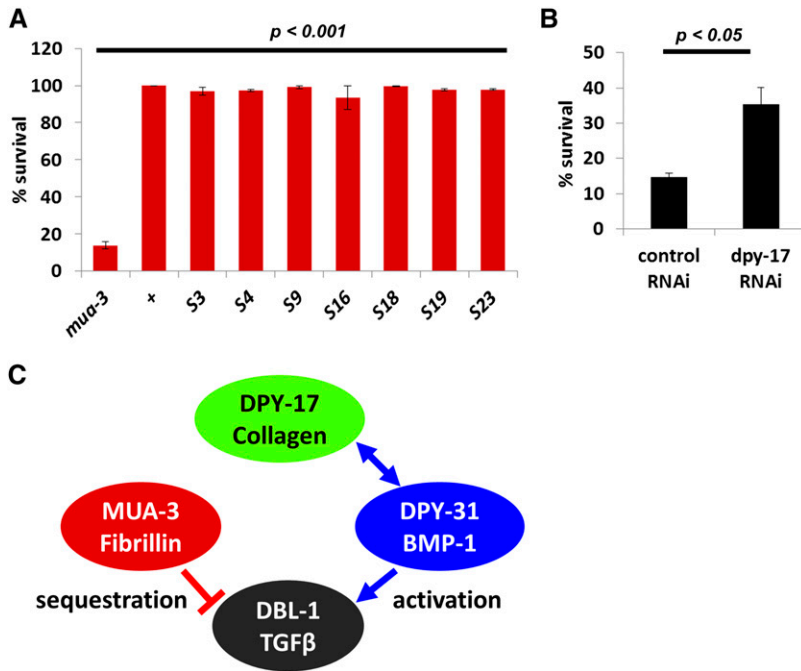 A
p < 0.001
% survival
120
100
80
60
40
20
0
mua-3
+
S3
S4
S9
S16
S18
S19
S23
B
p < 0.05
% survival
50
40
30
20
10
0
control
RNAi
dpy-17
RNAi
C
DPY-17
Collagen
MUA-3
Fibrillin
DPY-31
BMP-1
sequestration
activation
DBL-1
TGFβ